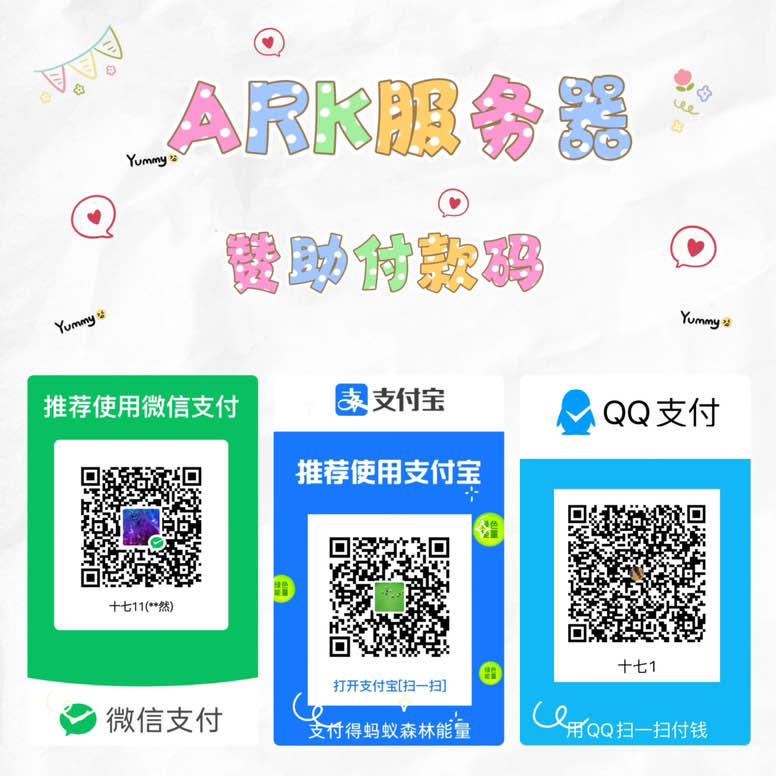 ARK服务器
Yummy
赞助付款码
Yummy
Yummy
推荐使用微信支付
十七11(**然)
微信支付
支付宝
推荐使用支付宝
绿色
能量
绿色
能量
绿色
能量
打开支付宝[扫一扫]
支付得蚂蚁森林能量
QQ支付
十七1
用QQ扫一扫付钱